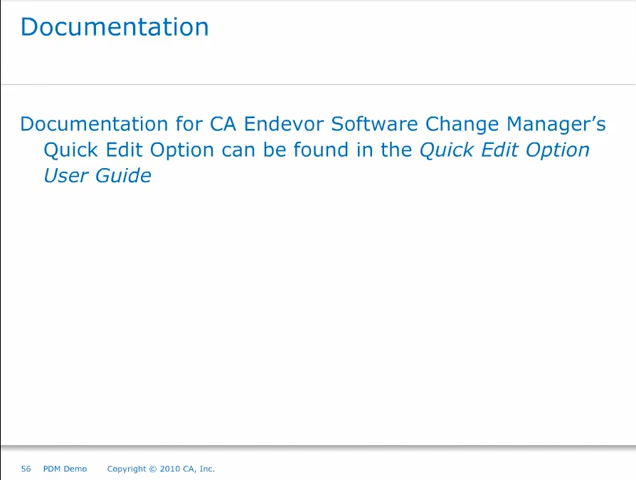 Documentation
Documentation for CA Endevor Software Change Manager’s
Quick Edit Option can be found in the Quick Edit Option
User Guide
56 PDM Demo Copyright © 2010 CA, Inc.